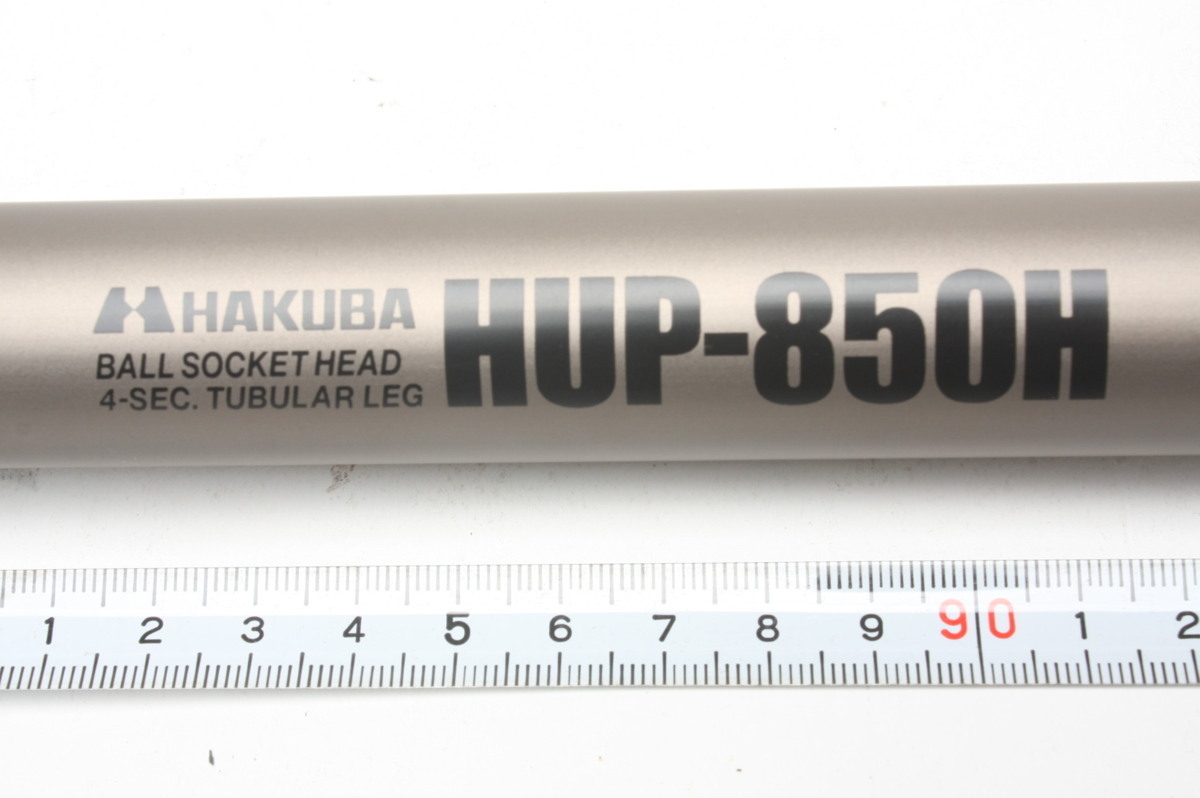 HAKUBA
BALL SOCKET HEAD
4-SEC. TUBULAR LEG
HUP-850H
1 2 3 4 5 6 7 8 9 90 1 2